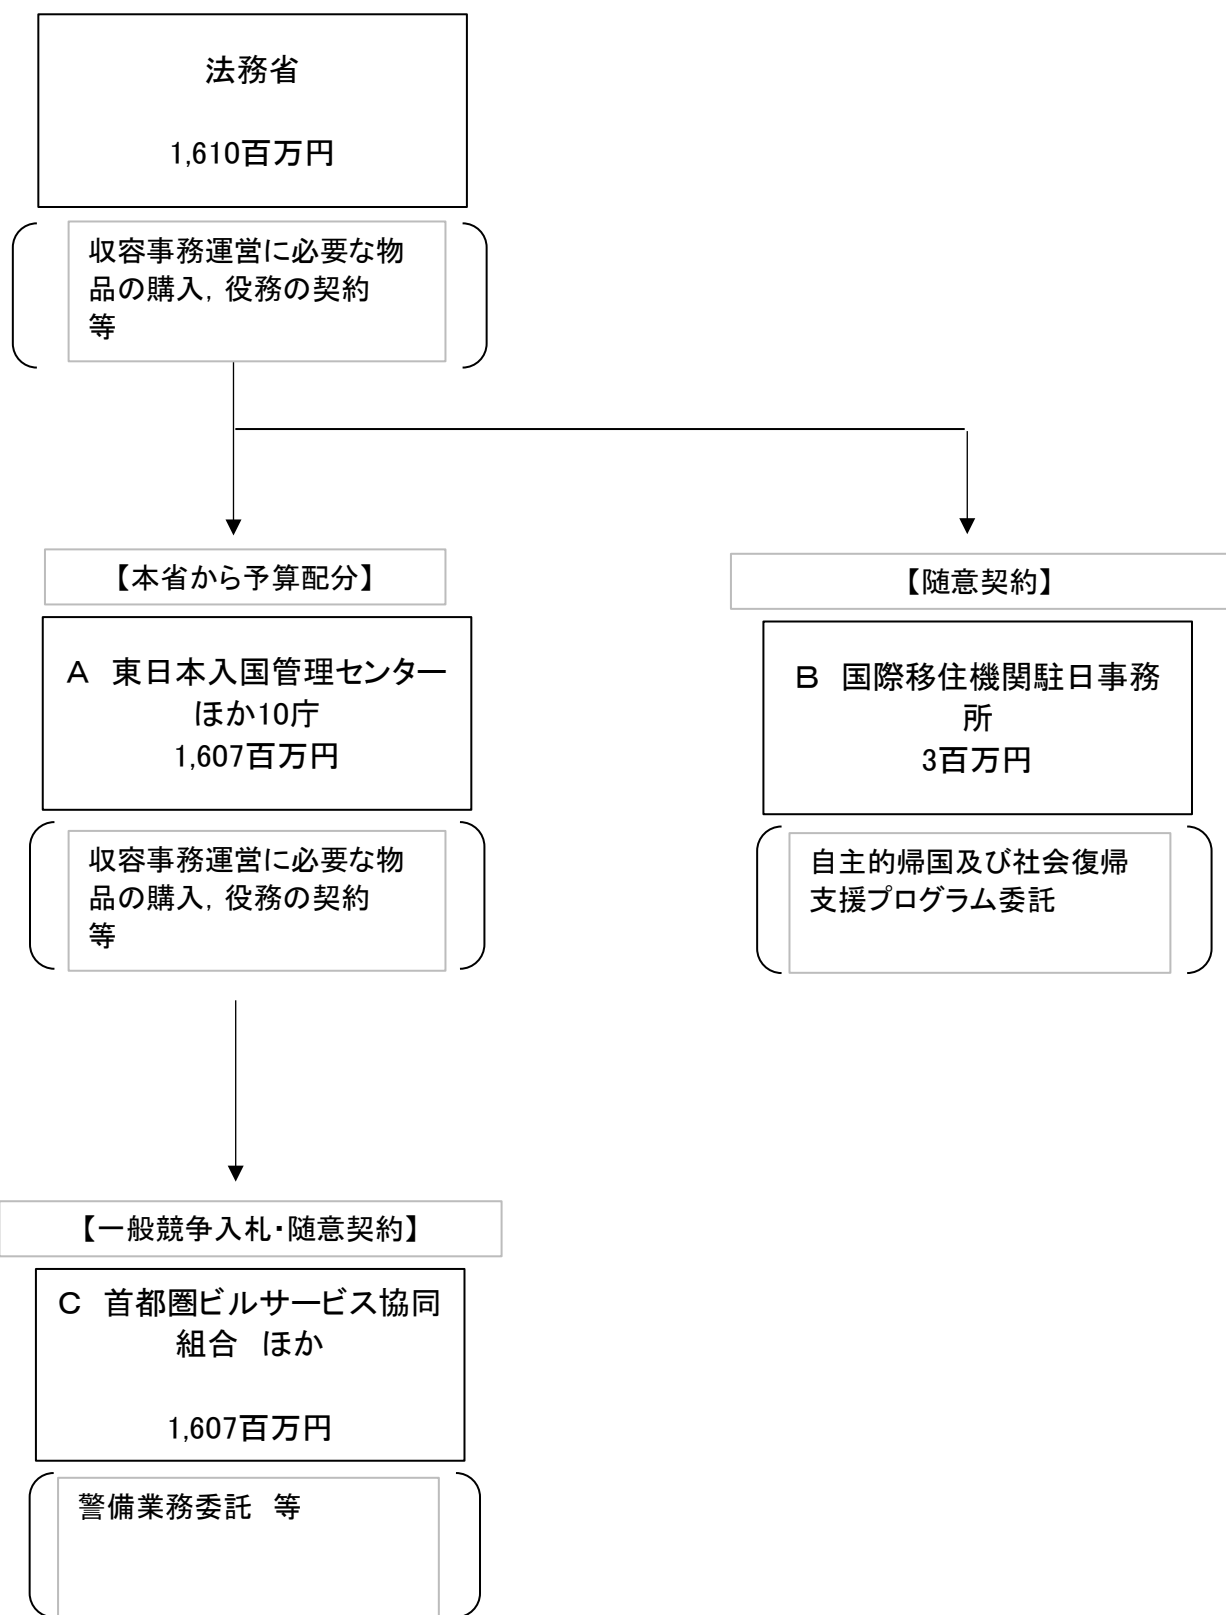 法務省
1,610百万円
収容事務運営に必要な物
品の購入，役務の契約
等
【本省から予算配分】
A　東日本入国管理センター
ほか10庁
1,607百万円
収容事務運営に必要な物
品の購入，役務の契約
等
【随意契約】
B　国際移住機関駐日事務
所
3百万円
自主的帰国及び社会復帰
支援プログラム委託
【一般競争入札・随意契約】
C　首都圏ビルサービス協同
組合　ほか
1,607百万円
警備業務委託　等